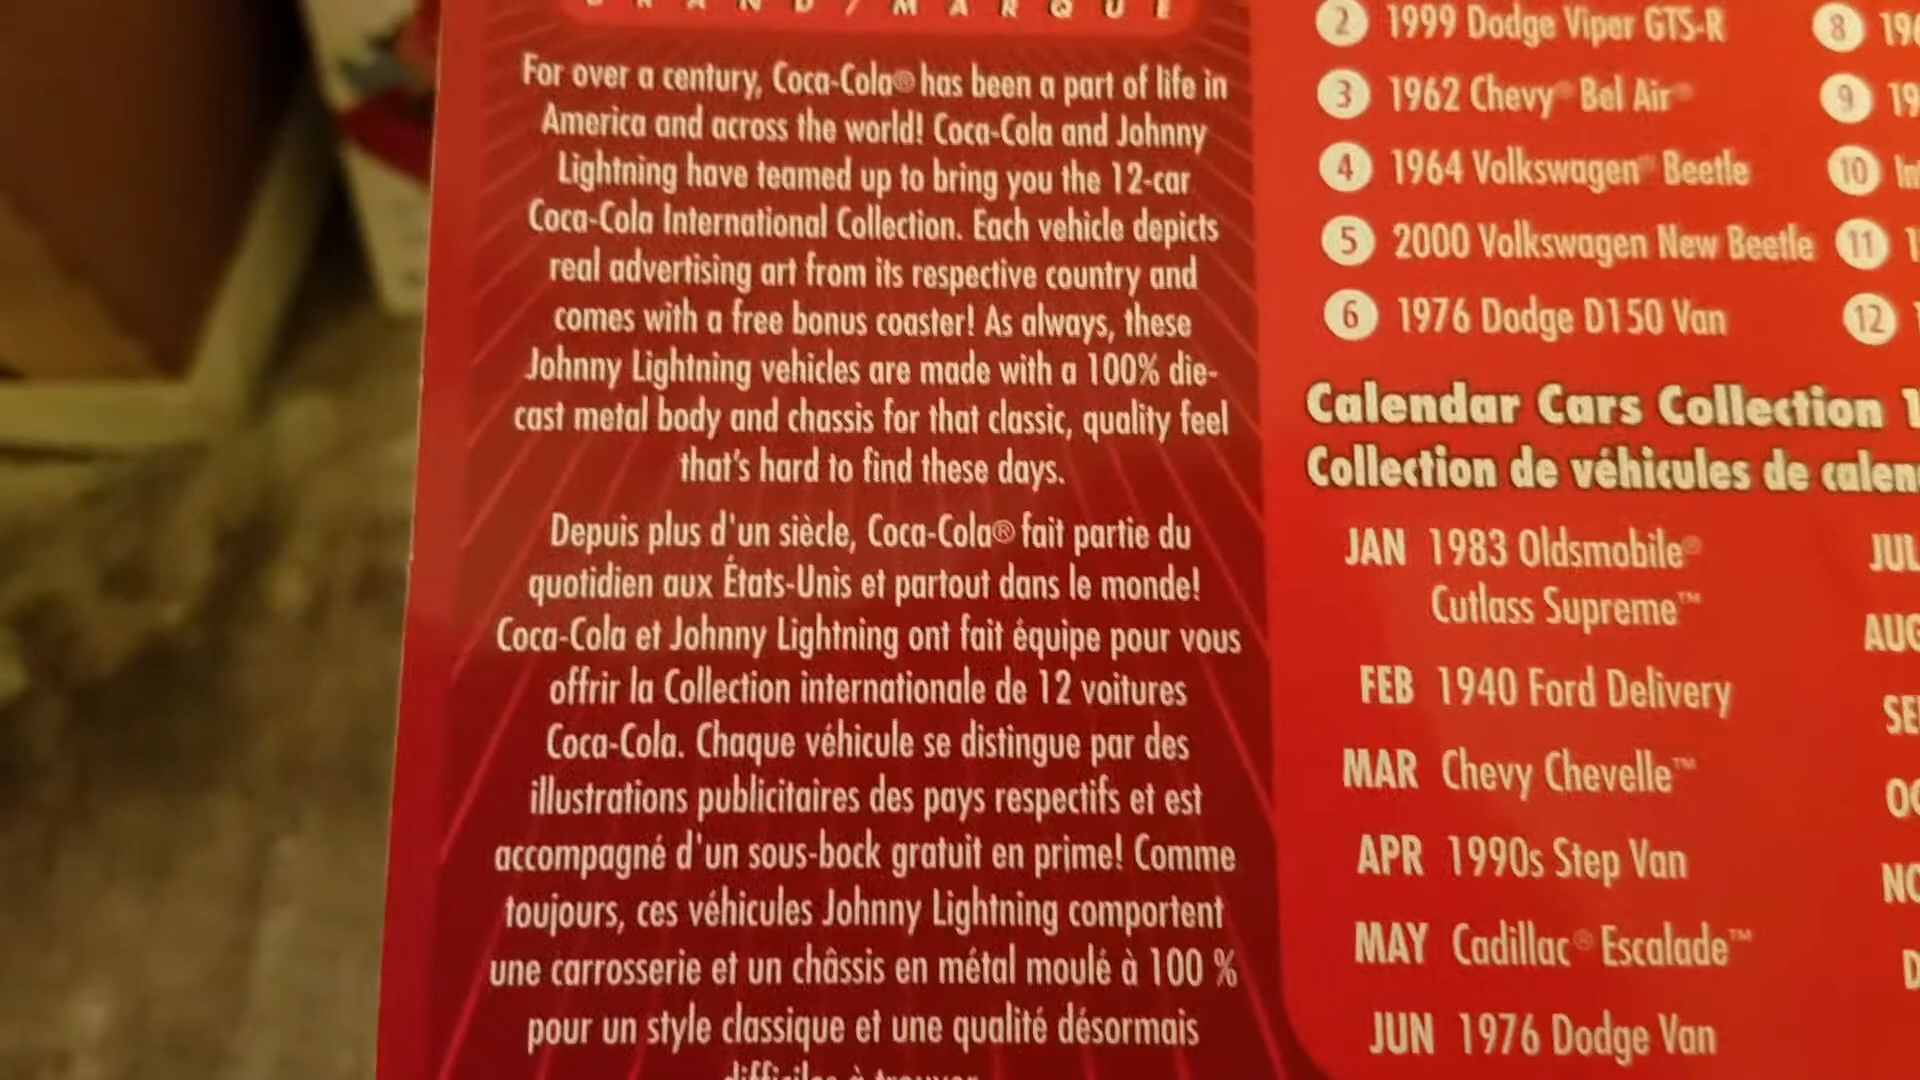 BRAND/MARQUE
For over a century, Coca-Cola® has been a part of life in
America and across the world! Coca-Cola and Johnny
Lightning have teamed up to bring you the 12-car
Coca-Cola International Collection. Each vehicle depicts
real advertising art from its respective country and
comes with a free bonus coaster! As always, these
Johnny Lightning vehicles are made with a 100% die-
cast metal body and chassis for that classic, quality feel
that's hard to find these days.
Depuis plus d'un siècle, Coca-Cola® fait partie du
quotidien aux États-Unis et partout dans le monde!
Coca-Cola et Johnny Lightning ont fait équipe pour vous
offrir la Collection internationale de 12 voitures
Coca-Cola. Chaque véhicule se distingue par des
illustrations publicitaires des pays respectifs et est
accompagné d'un sous-bock gratuit en prime! Comme
toujours, ces véhicules Johnny Lightning comportent
une carrosserie et un châssis en métal moulé à 100 %
pour un style classique et une qualité désormais
difficiles à trouver.
2 1999 Dodge Viper GTS-R
3 1962 Chevy® Bel Air™
4 1964 Volkswagen® Beetle
5 2000 Volkswagen New Beetle
6 1976 Dodge D150 Van
8
9
10
11
12
Calendar Cars Collection
Collection de véhicules de
JAN 1983 Oldsmobile®
Cutlass Supreme™
FEB 1940 Ford Delivery
MAR Chevy Chevelle™
APR 1990s Step Van
MAY Cadillac® Escalade™
JUN 1976 Dodge Van
JUL
AUG